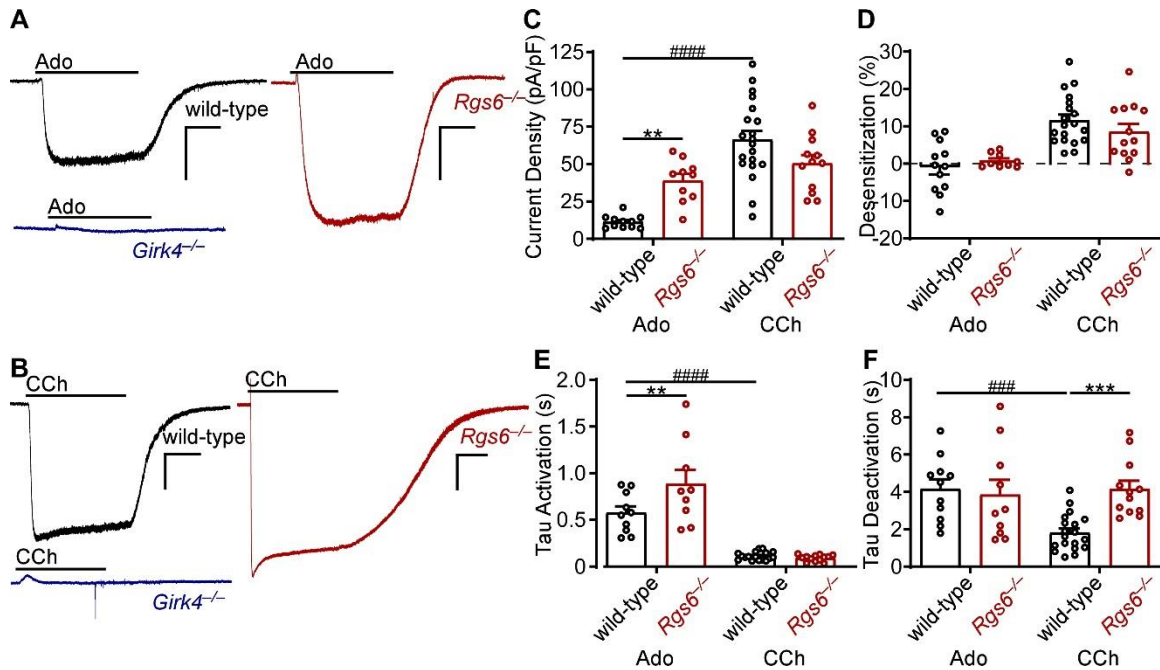 A
Ado
wild-type
Ado
Rgs6–/–
Ado
Girk4–/–
B
CCh
wild-type
CCh
Rgs6–/–
CCh
Girk4–/–
C
Current Density (pA/pF)
125
100
75
50
25
0
####
**
wild-type
Rgs6–/–
wild-type
Rgs6–/–
Ado
CCh
D
Desensitization (%)
30
20
10
0
-10
-20
wild-type
Rgs6–/–
wild-type
Rgs6–/–
Ado
CCh
E
Tau Activation (s)
2.0
1.5
1.0
0.5
0
####
**
wild-type
Rgs6–/–
wild-type
Rgs6–/–
Ado
CCh
F
Tau Deactivation (s)
10
8
6
4
2
0
###
***
wild-type
Rgs6–/–
wild-type
Rgs6–/–
Ado
CCh